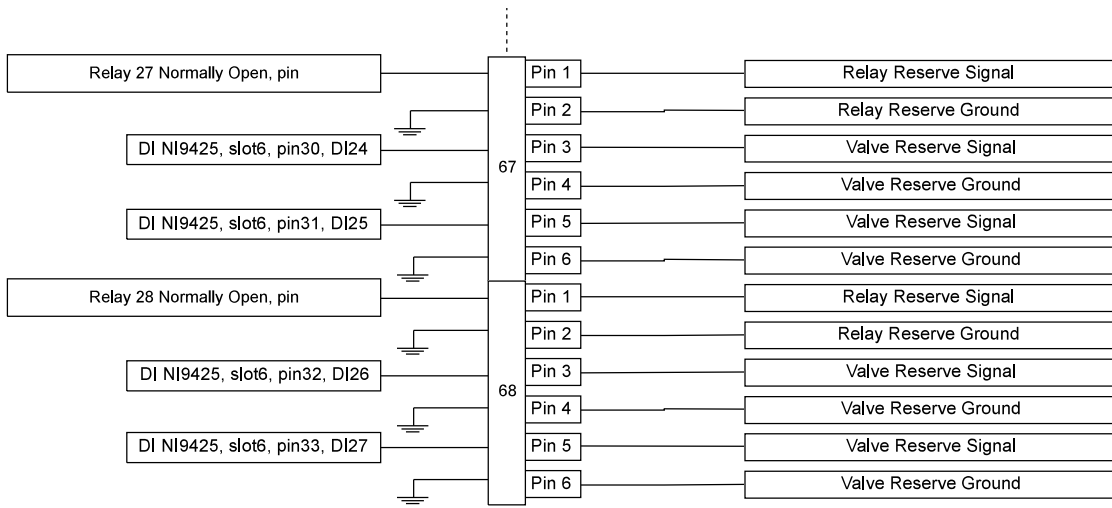 Relay 27 Normally Open, pin
Pin 1
Relay Reserve Signal
Pin 2
Relay Reserve Ground
DI NI9425, slot6, pin30, DI24
Pin 3
Valve Reserve Signal
67
Pin 4
Valve Reserve Ground
DI NI9425, slot6, pin31, DI25
Pin 5
Valve Reserve Signal
Pin 6
Valve Reserve Ground
Relay 28 Normally Open, pin
Pin 1
Relay Reserve Signal
Pin 2
Relay Reserve Ground
DI NI9425, slot6, pin32, DI26
Pin 3
Valve Reserve Signal
68
Pin 4
Valve Reserve Ground
DI NI9425, slot6, pin33, DI27
Pin 5
Valve Reserve Signal
Pin 6
Valve Reserve Ground